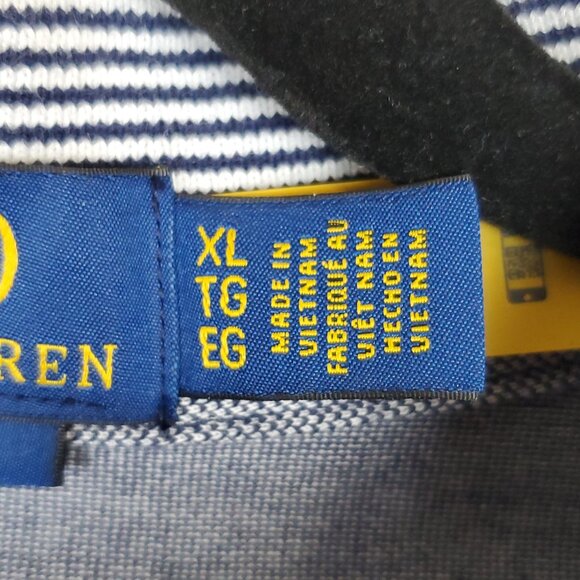 REN
XL
TG
EG
MADE IN
VIETNAM
FABRIQUÉ AU
VIÊT NAM
HECHO EN
VIETNAM